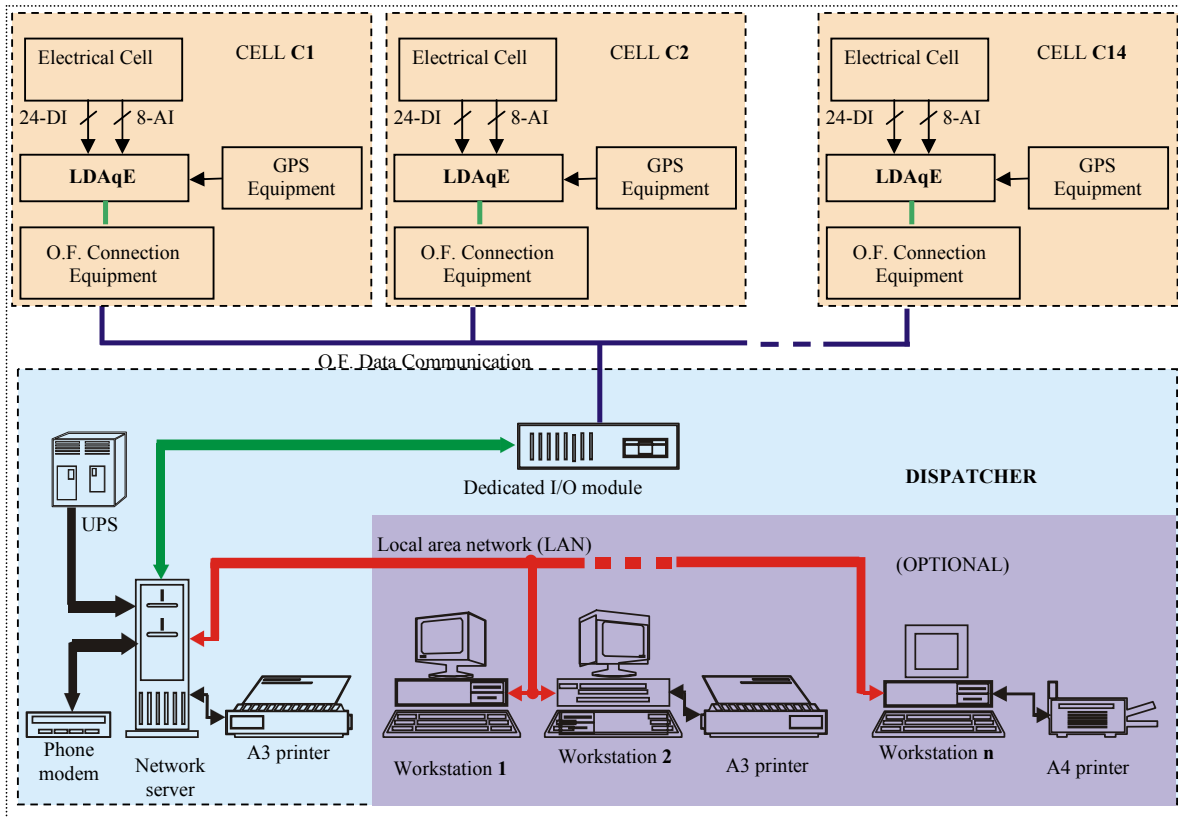 Electrical Cell
CELL C1
24-DI
8-AI
LDAqE
GPS
Equipment
O.F. Connection
Equipment
Electrical Cell
CELL C2
24-DI
8-AI
LDAqE
GPS
Equipment
O.F. Connection
Equipment
Electrical Cell
CELL C14
24-DI
8-AI
LDAqE
GPS
Equipment
O.F. Connection
Equipment
O.F. Data Communication
Dedicated I/O module
DISPATCHER
UPS
Local area network (LAN)
(OPTIONAL)
Phone
modem
Network
server
A3 printer
Workstation 1
Workstation 2
A3 printer
Workstation n
A4 printer